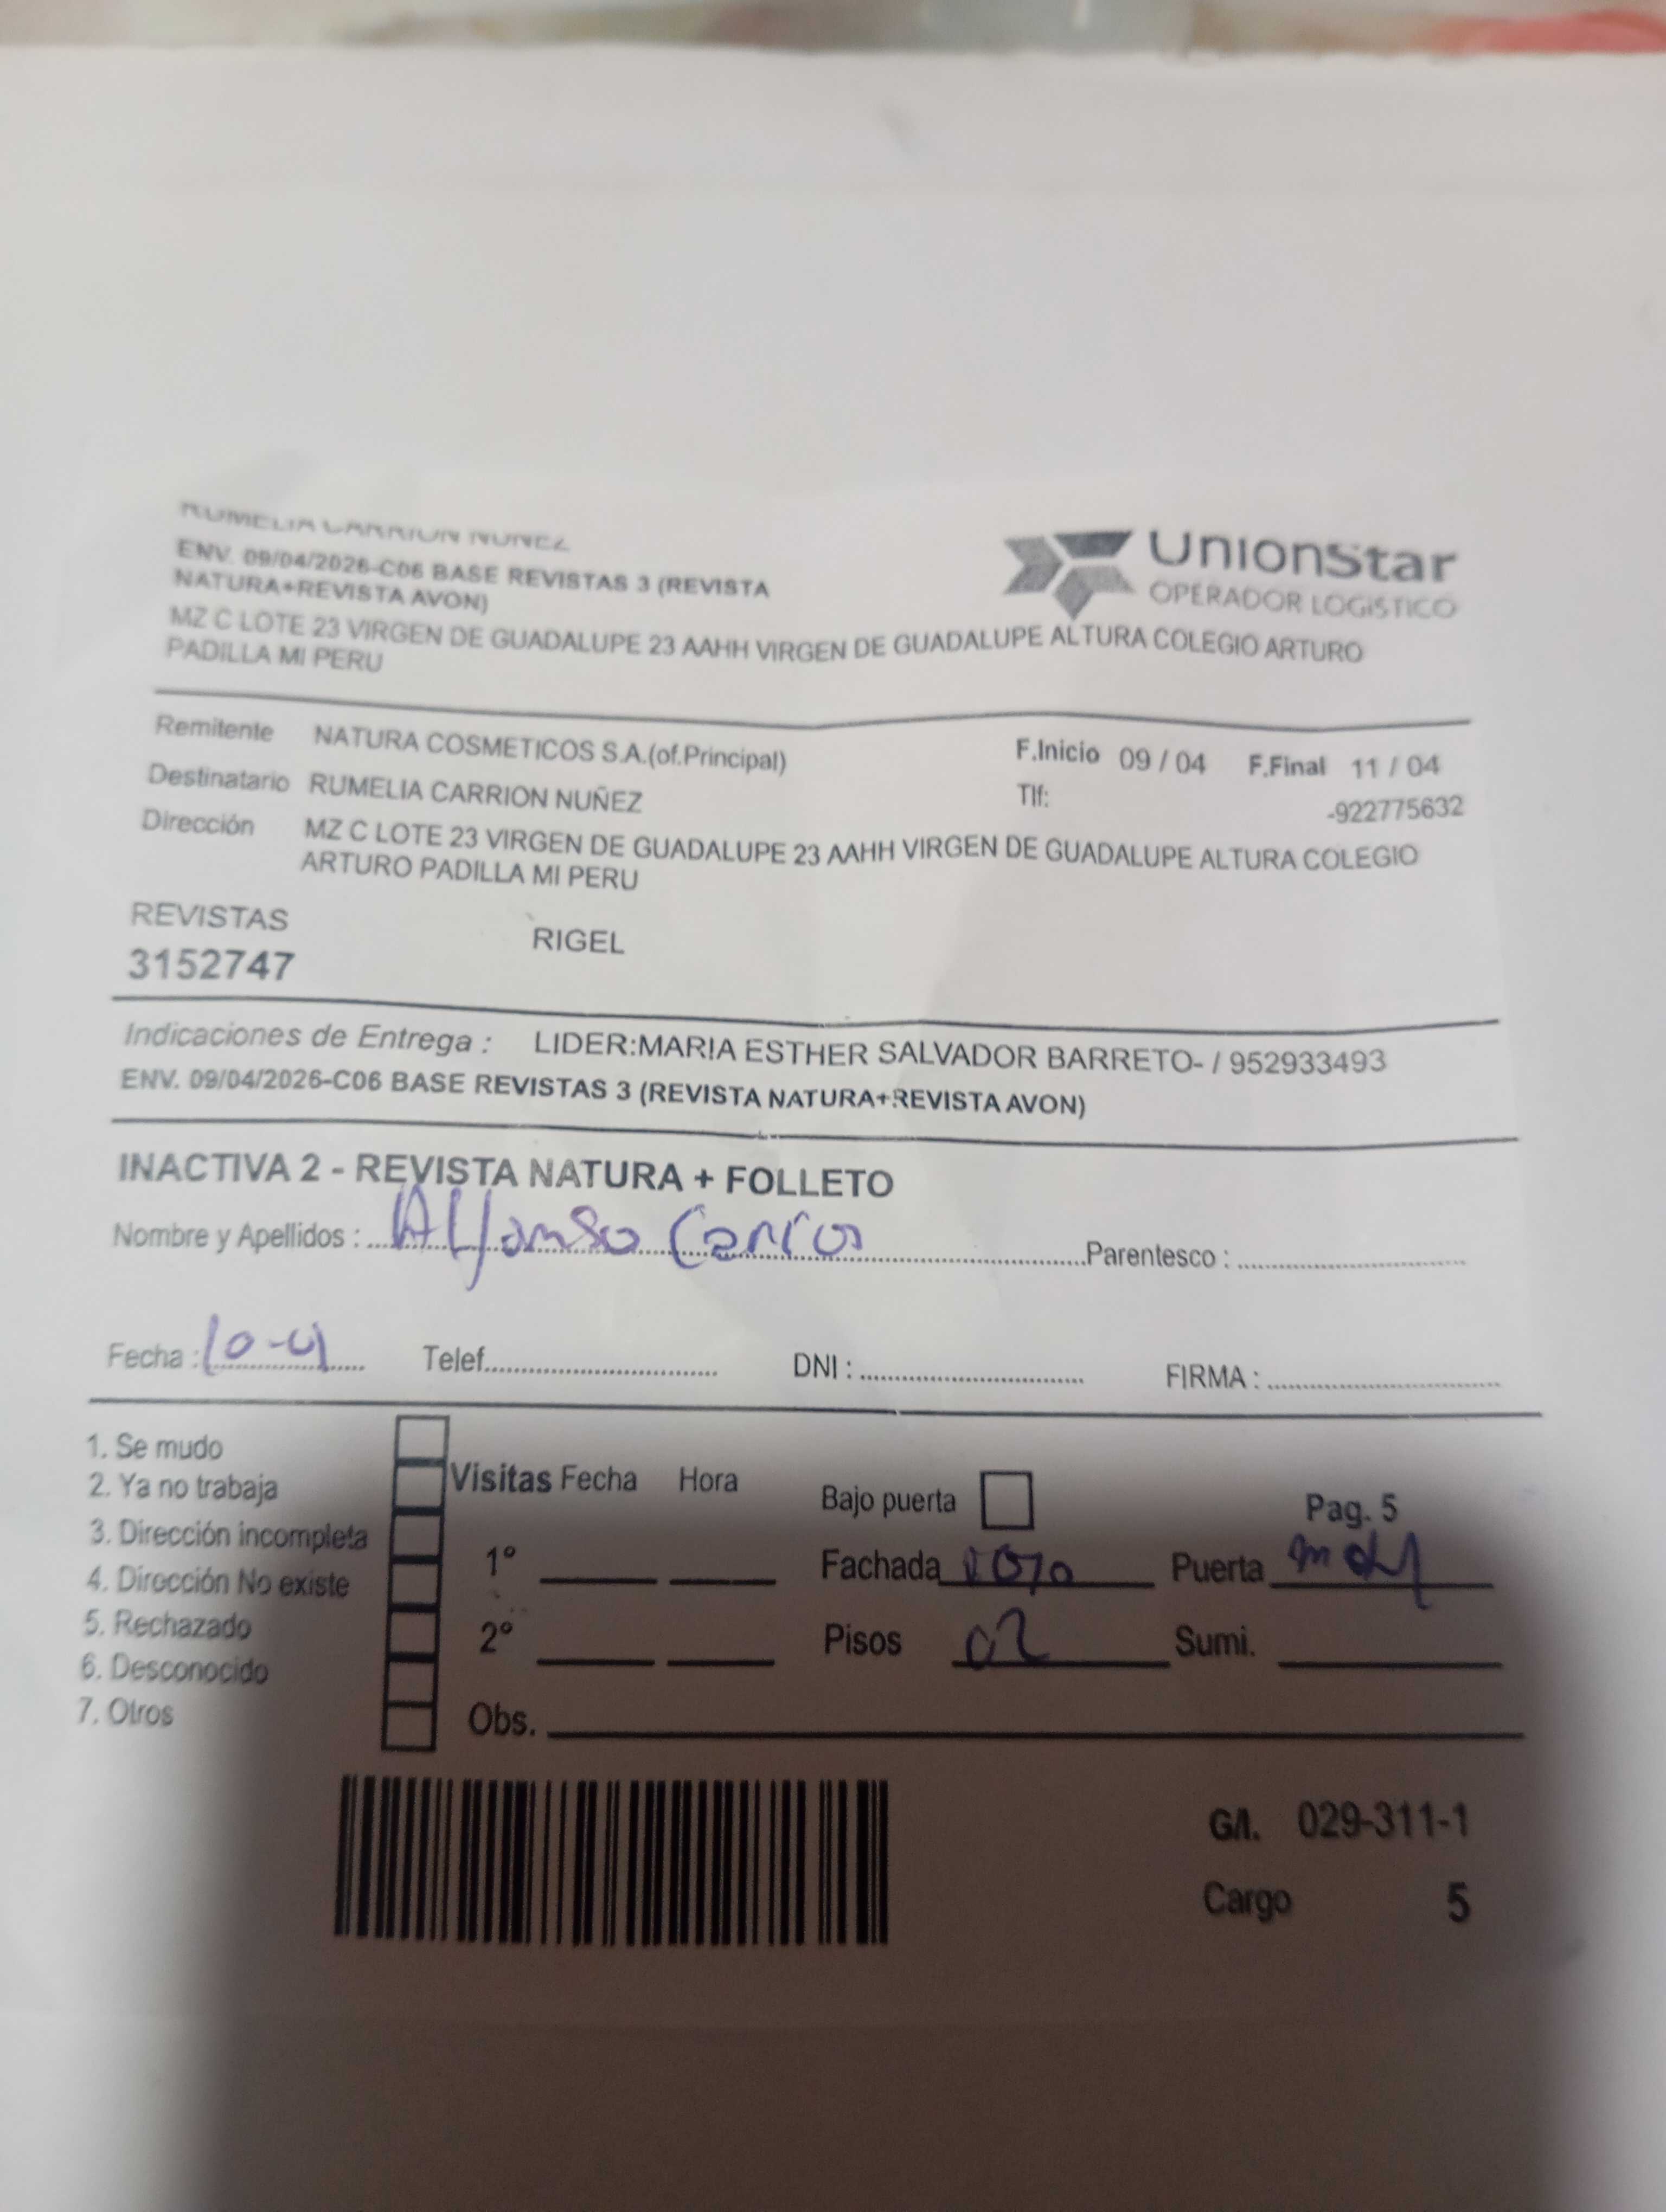 RUMELIA CARRION NUÑEZ
ENV. 09/04/2026-C06 BASE REVISTAS 3 (REVISTA
NATURA+REVISTA AVON)
MZ C LOTE 23 VIRGEN DE GUADALUPE 23 AAHH VIRGEN DE GUADALUPE ALTURA COLEGIO ARTURO
PADILLA MI PERU
UnionStar
OPERADOR LOGÍSTICO
Remitente NATURA COSMETICOS S.A.(of.Principal)
F.Inicio 09 / 04 F.Final 11 / 04
Destinatario RUMELIA CARRION NUÑEZ
Tlf: -922775632
Dirección MZ C LOTE 23 VIRGEN DE GUADALUPE 23 AAHH VIRGEN DE GUADALUPE ALTURA COLEGIO
ARTURO PADILLA MI PERU
REVISTAS
RIGEL
3152747
Indicaciones de Entrega : LIDER:MARIA ESTHER SALVADOR BARRETO- / 952933493
ENV. 09/04/2026-C06 BASE REVISTAS 3 (REVISTA NATURA+REVISTA AVON)
INACTIVA 2 - REVISTA NATURA + FOLLETO
Nombre y Apellidos : Alfonso Parentesco :
Fecha : 10-4 Telef. DNI : FIRMA :
1. Se mudo
2. Ya no trabaja
3. Dirección incompleta
4. Dirección No existe
5. Rechazado
6. Desconocido
7. Otros
Visitas Fecha Hora
1°
2°
Obs.
Bajo puerta
Pag. 5
Fachada Puerta
Pisos 02 Sumi.
G/I. 029-311-1
Cargo 5